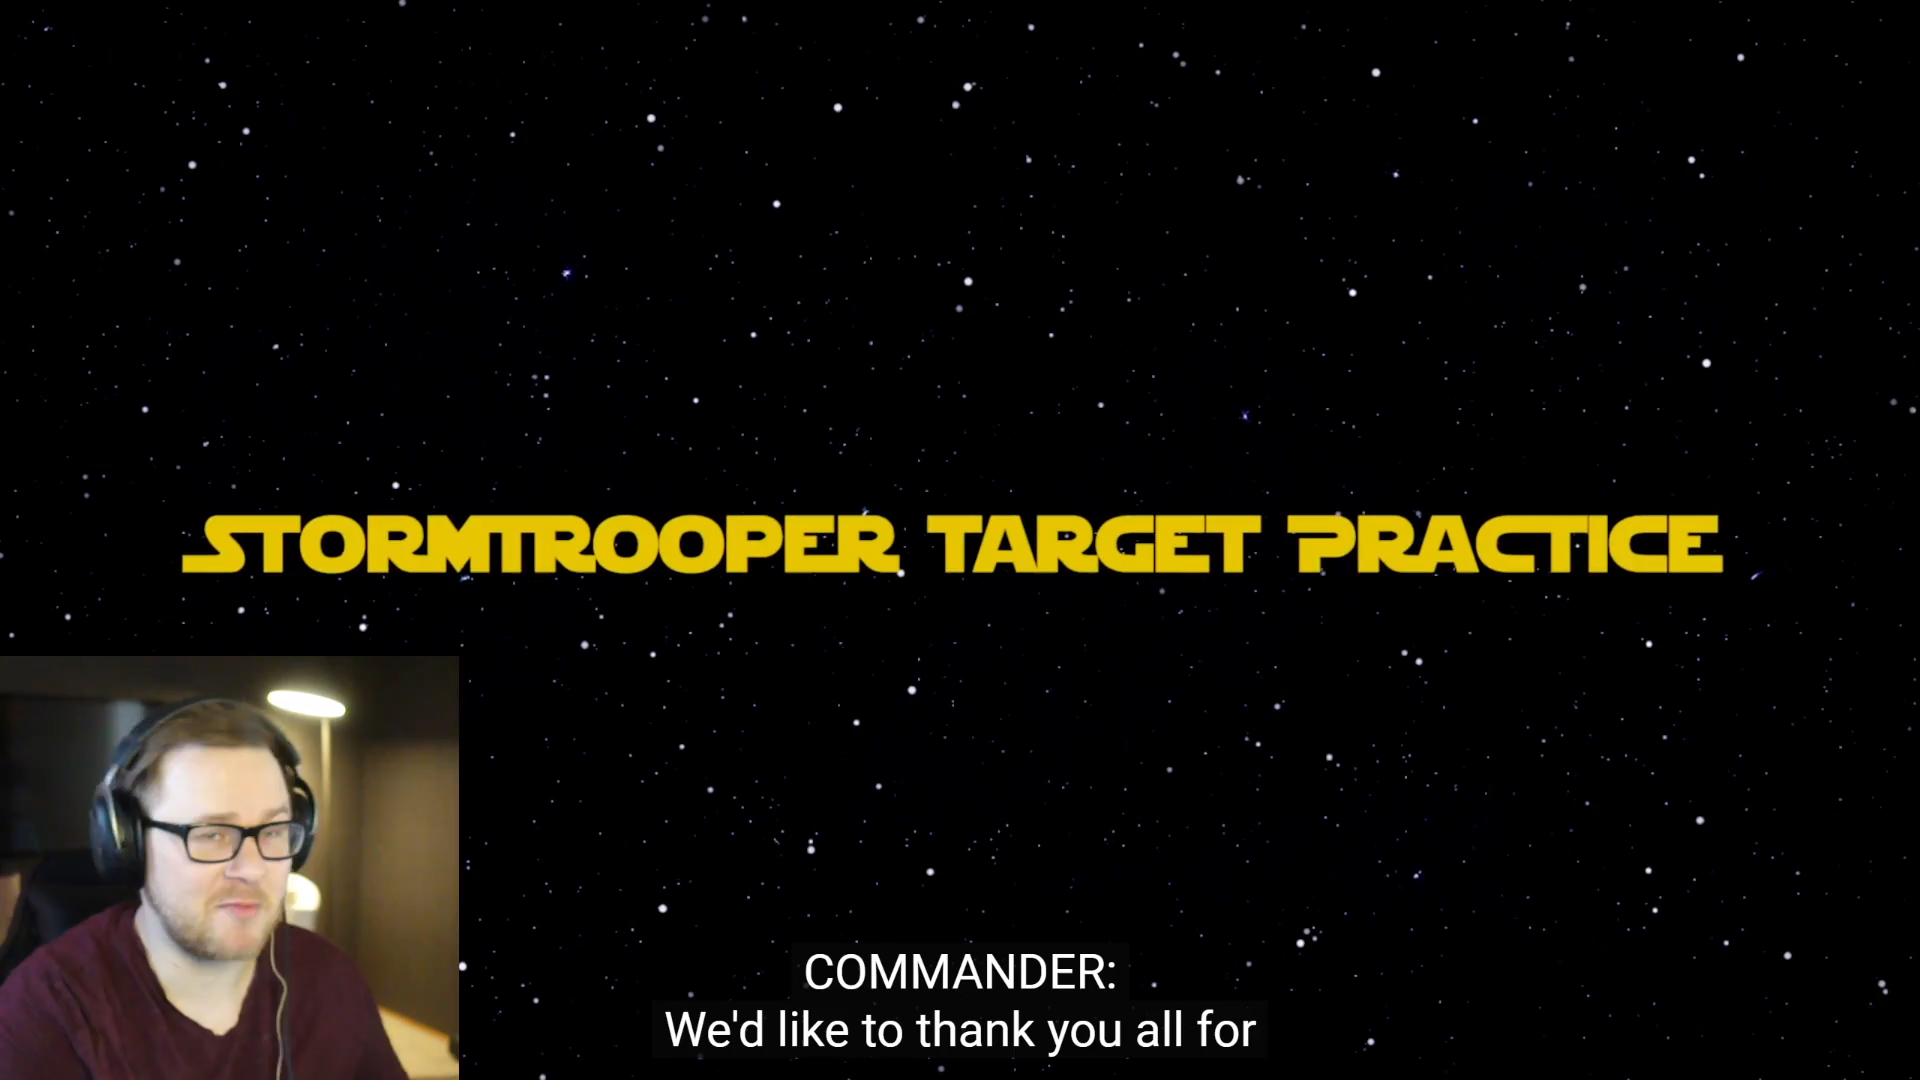 STORMTROOPER TARGET PRACTICE
COMMANDER:
We'd like to thank you all for